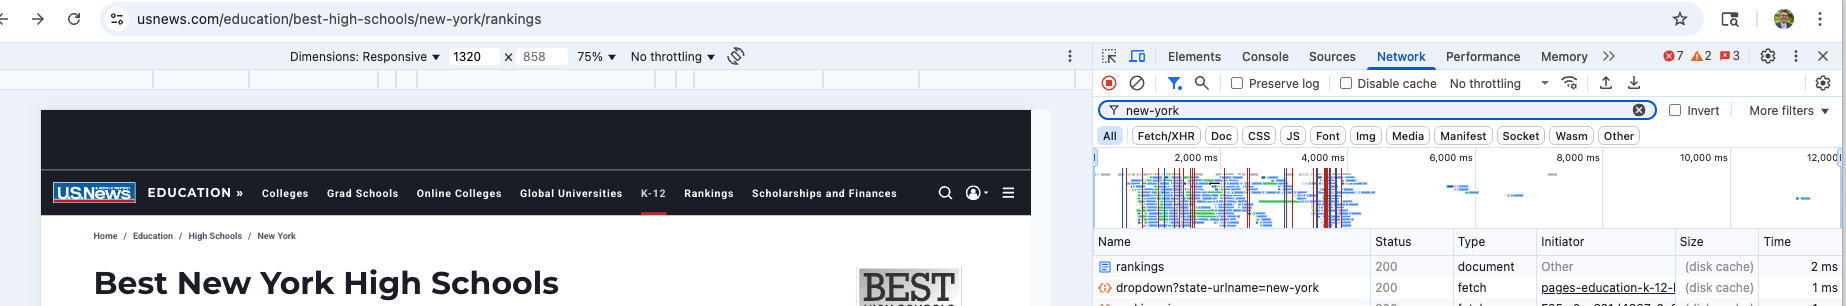 usnews.com/education/best-high-schools/new-york/rankings
Dimensions: Responsive 1320 × 858 75% No throttling
Elements Console Sources Network Performance Memory 7 2 3
Preserve log Disable cache No throttling
new-york Invert More filters
All Fetch/XHR Doc CSS JS Font Img Media Manifest Socket Wasm Other
2,000 ms 4,000 ms 6,000 ms 8,000 ms 10,000 ms 12,000
U.S.News EDUCATION » Colleges Grad Schools Online Colleges Global Universities K-12 Rankings Scholarships and Finances
Home / Education / High Schools / New York
Best New York High Schools
BEST
Name Status Type Initiator Size Time
rankings 200 document Other (disk cache) 2 ms
dropdown?state-urlname=new-york 200 fetch pages-education-k-12-l (disk cache) 1 ms